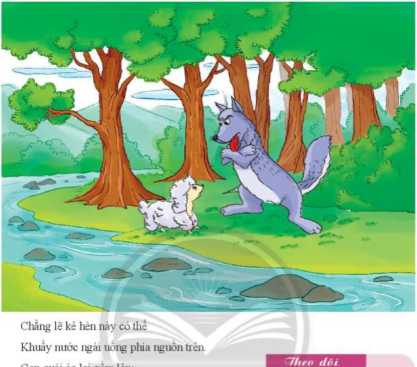 Chẳng lẽ kẻ hèn này có thể
Khuấy nước ngài uống phía nguồn trên.
Theo dõi